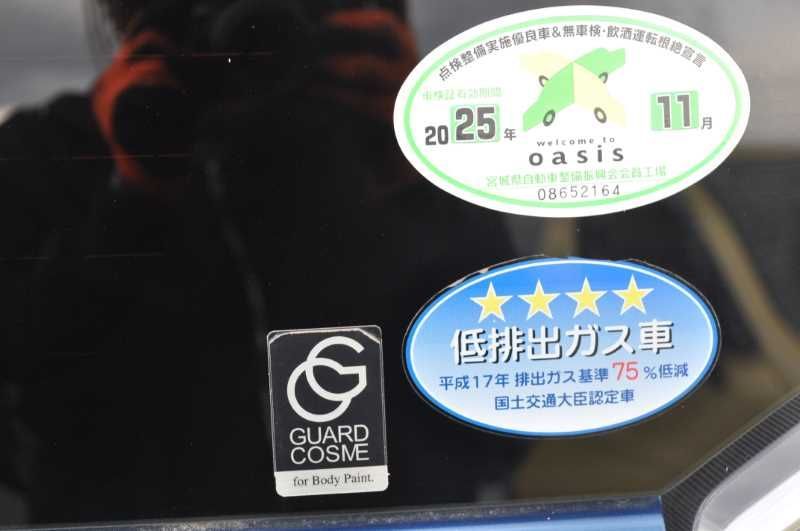 点検整備実施優良車&無車検・飲酒運転根絶宣言
車検証有効期間
2025年 11月
welcome to
oasis
宮城県自動車整備振興会会員工場
08652164
低排出ガス車
平成17年 排出ガス基準 75 %低減
国土交通大臣認定車
GUARD
COSME
for Body Paint.